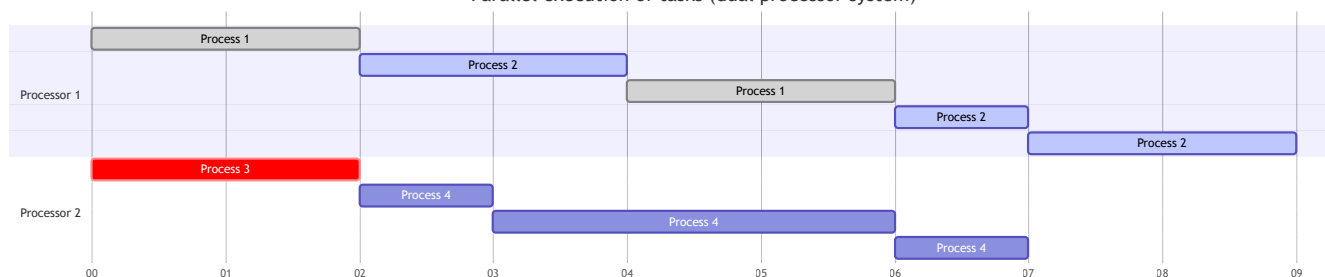 Parallel execution of tasks (dual processor system)
Process 1
Process 2
Process 1
Processor 1
Process 2
Process 2
Process 3
Process 4
Processor 2
Process 4
Process 4
00 01 02 03 04 05 06 07 08 09